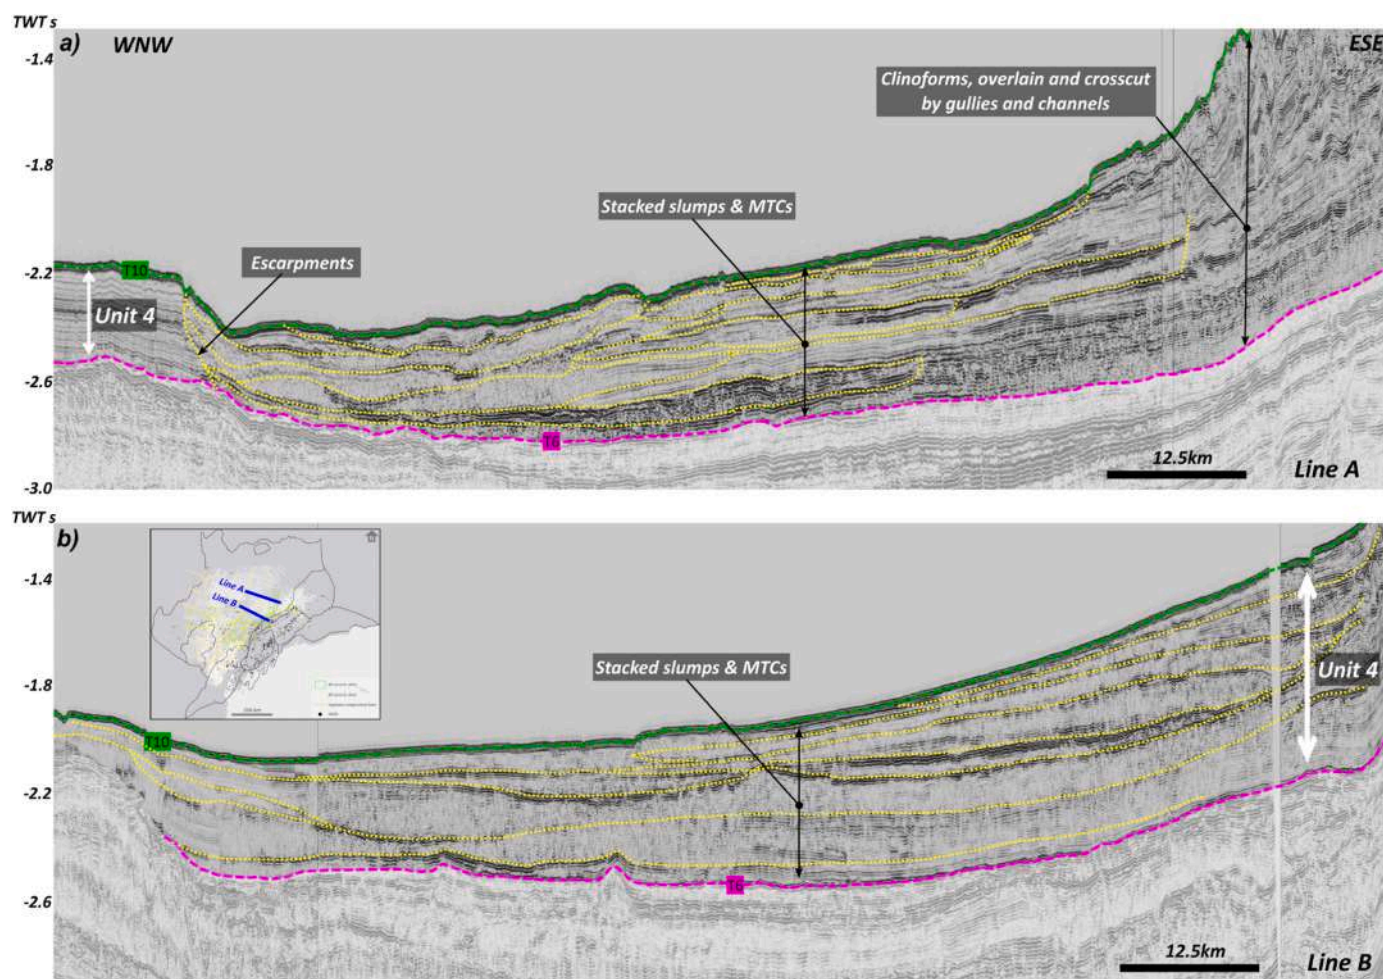 TWT s
a)
WNW
ESE
-1.4
Clinoforms, overlain and crosscut
by gullies and channels
-1.8
Stacked slumps & MTCs
-2.2
T10
Escarpments
Unit 4
-2.6
T6
12.5km
-3.0
Line A
TWT s
b)
Line A
Line B
-1.4
Stacked slumps & MTCs
Unit 4
-1.8
T10
-2.2
T6
-2.6
12.5km
Line B